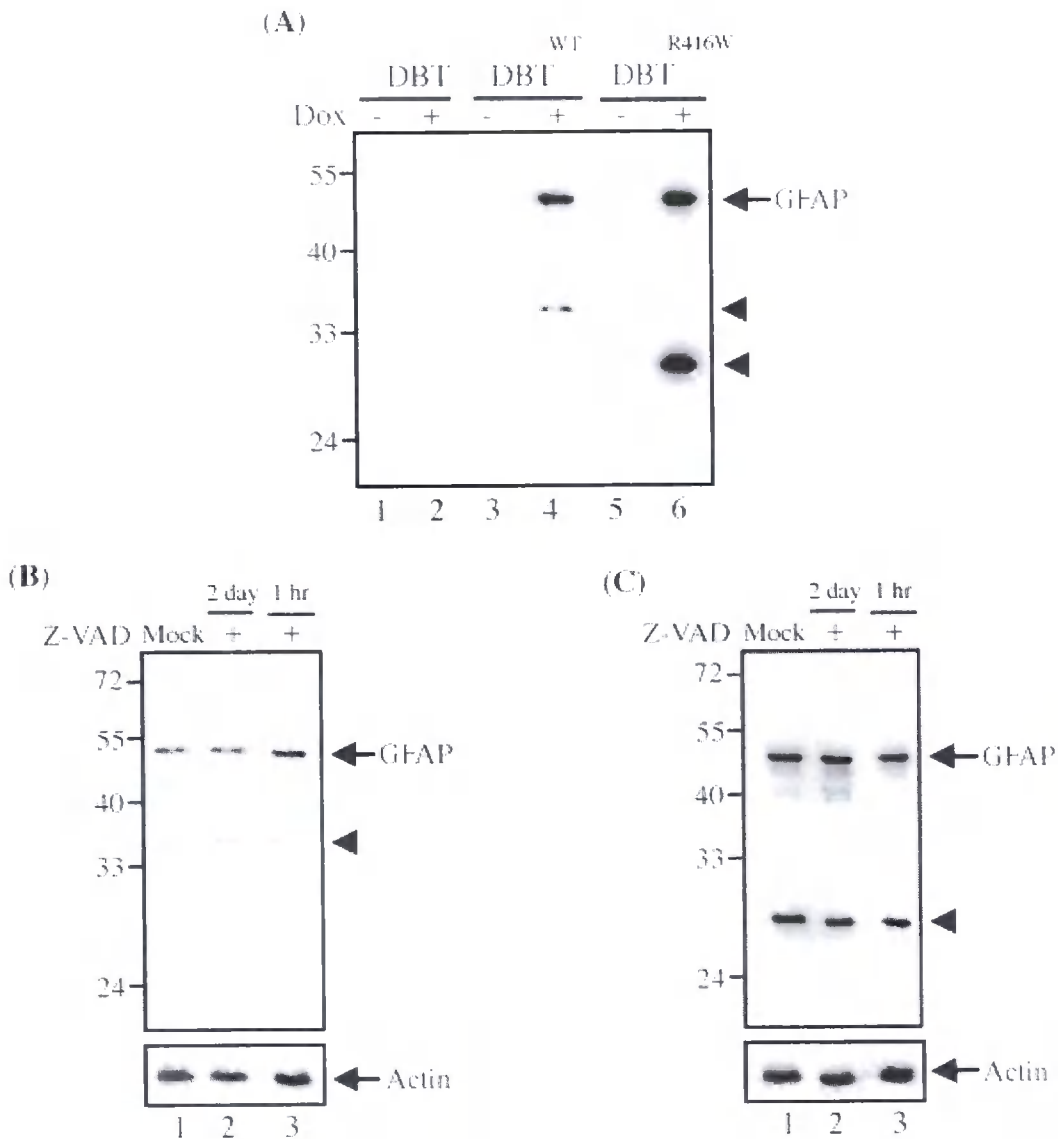 (A)
WT R416W
DBT DBT DBT
Dox - + - + - +
55
GFAP
40
33
24
1 2 3 4 5 6
(B)
2 day 1 hr
Z-VAD Mock + +
72
55
GFAP
40
33
24
Actin
1 2 3
(C)
2 day 1 hr
Z-VAD Mock + +
72
55
GFAP
40
33
24
Actin
1 2 3